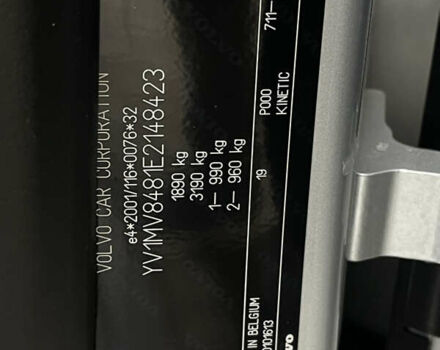 VOLVO CAR CORPORATION
e4*2001/116*0076*32
YV1MV8481E2148423
1890 kg
3190 kg
1– 990 kg
2– 960 kg
IN BELGIUM 19 P000 711–
0101613 KINETIC